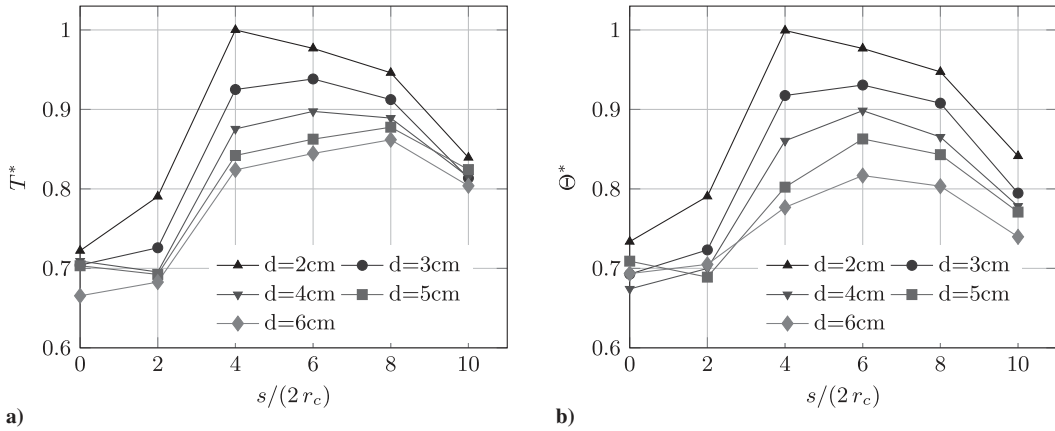 1
0.9
0.8
0.7
0.6
T*
0 2 4 6 8 10
s/(2 r_c)
d=2cm d=3cm
d=4cm d=5cm
d=6cm
a)
1
0.9
0.8
0.7
0.6
Θ*
0 2 4 6 8 10
s/(2 r_c)
d=2cm d=3cm
d=4cm d=5cm
d=6cm
b)